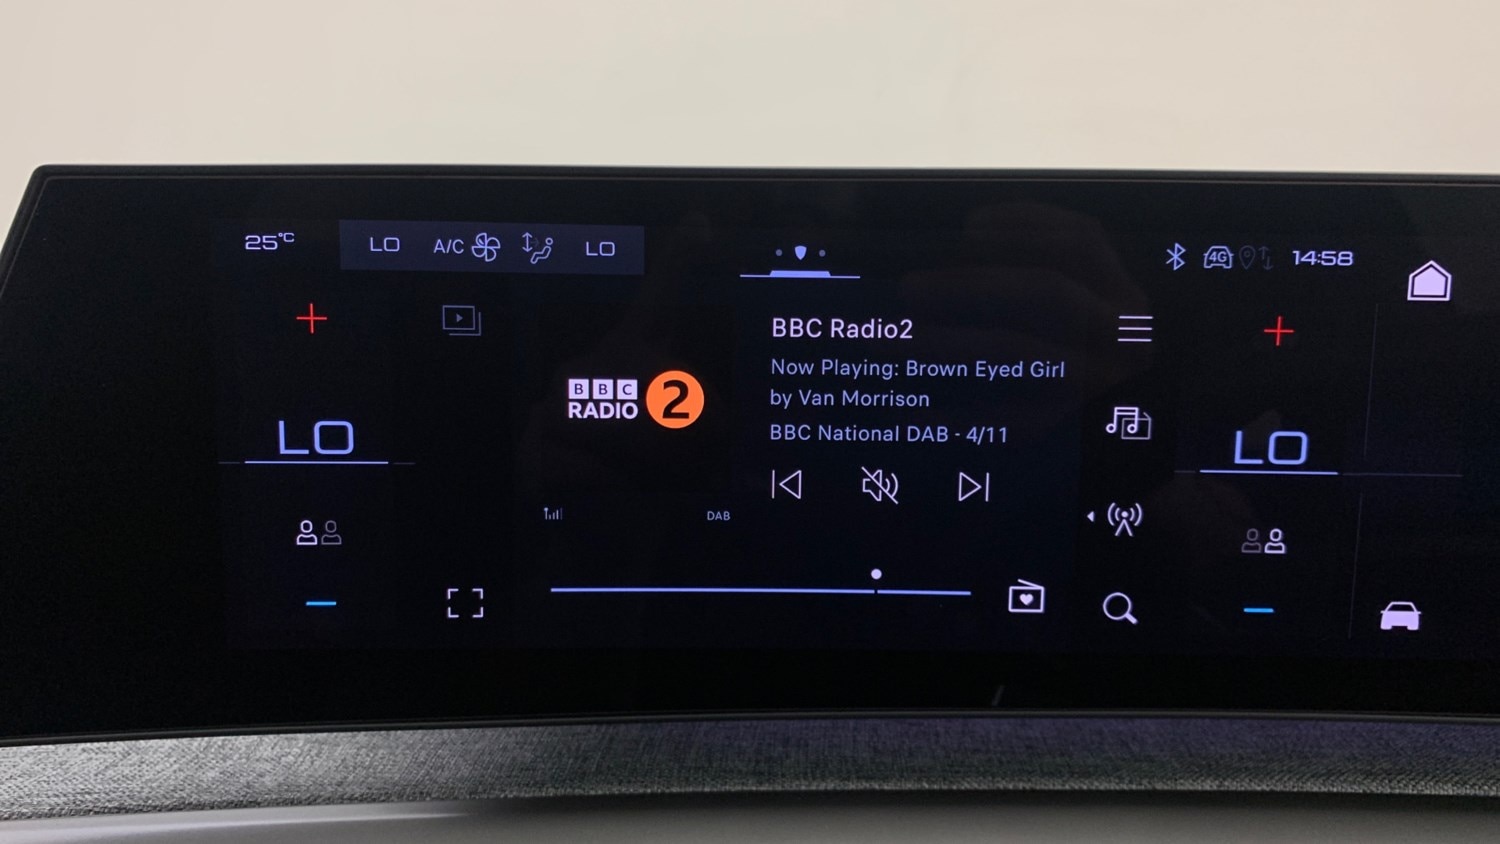 25°C
LO A/C LO
4G 14:58
BBC Radio2
Now Playing: Brown Eyed Girl
by Van Morrison
BBC National DAB - 4/11
BBC
RADIO 2
LO
LO
DAB